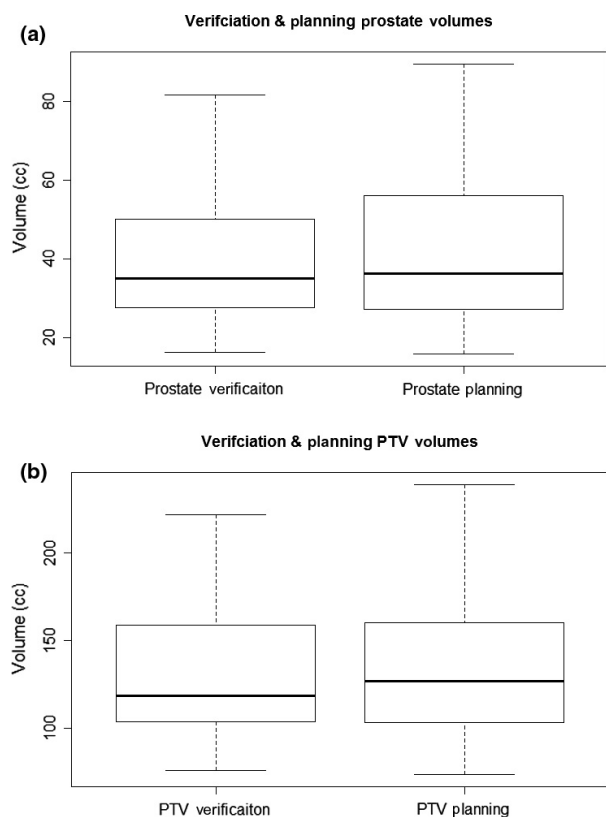 Verifciation & planning prostate volumes
(a)
Volume (cc)
80
60
40
20
Prostate verificaiton
Prostate planning
Verifciation & planning PTV volumes
(b)
Volume (cc)
200
150
100
PTV verificaiton
PTV planning